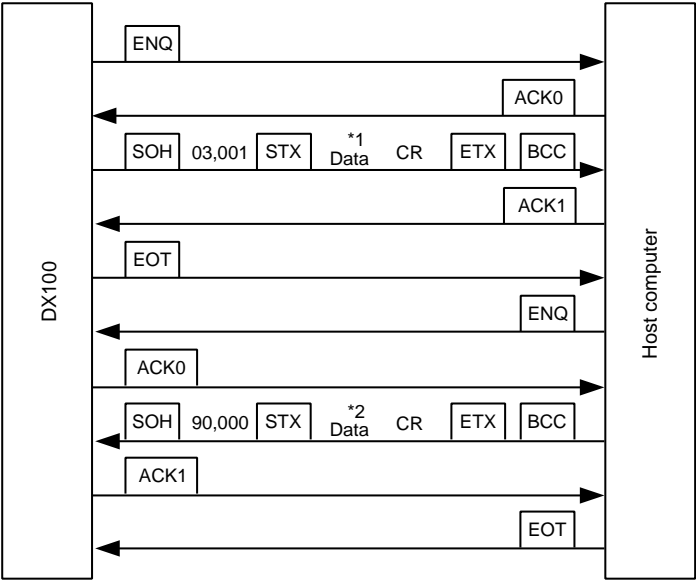 DX100
Host computer
ENQ
ACK0
SOH 03,001 STX *1 Data CR ETX BCC
ACK1
EOT
ENQ
ACK0
SOH 90,000 STX *2 Data CR ETX BCC
ACK1
EOT